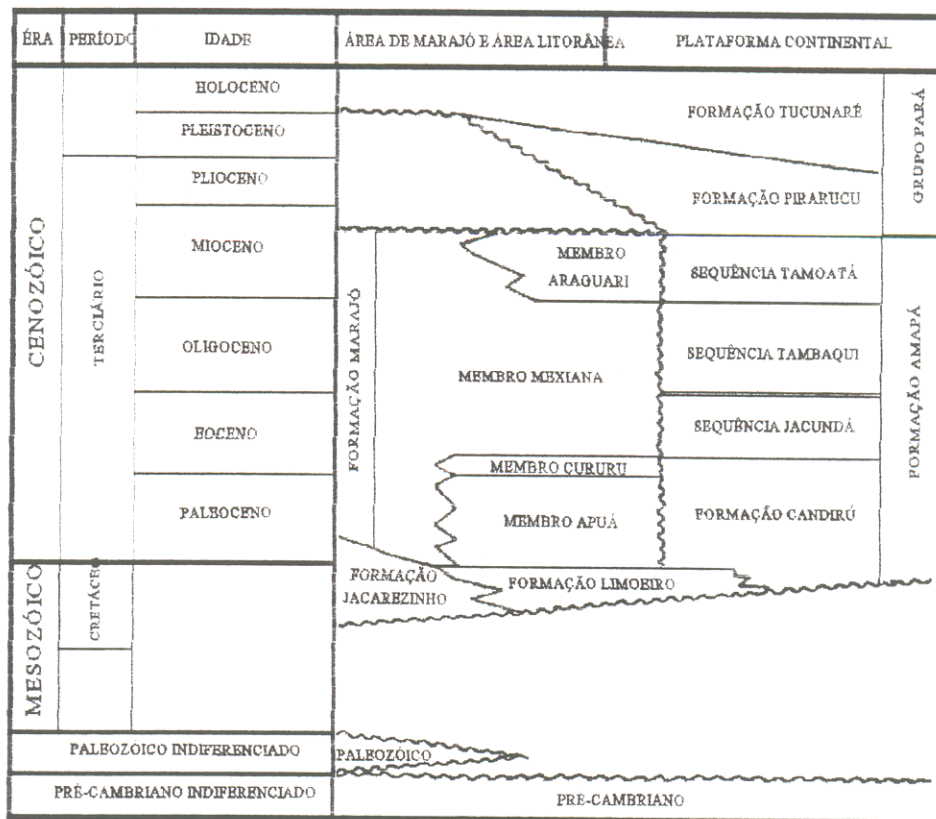 ÉRA PERÍODO IDADE ÁREA DE MARAJÓ E ÁREA LITORÂNEA PLATAFORMA CONTINENTAL
CENOZÓICO
TERCIÁRIO
HOLOCENO
PLEISTOCENO
PLIOCENO
MIOCENO
OLIGOCENO
EOCENO
PALEOCENO
MESOZÓICO
CRETÁCEO
PALEOZÓICO INDIFERENCIADO
PRÉ-CAMBRIANO INDIFERENCIADO
FORMAÇÃO MARAJÓ
MEMBRO
ARAGUARI
MEMBRO MEXIANA
MEMBRO CURURU
MEMBRO APUÁ
FORMAÇÃO
JACAREZINHO
FORMAÇÃO LIMOEIRO
PALEOZÓICO
PRÉ-CAMBRIANO
FORMAÇÃO TUCUNARÉ
FORMAÇÃO PIRARUCU
SEQUÊNCIA TAMOATÁ
SEQUÊNCIA TAMBAQUI
SEQUÊNCIA JACUNDÁ
FORMAÇÃO CANDIRÚ
GRUPO PARÁ
FORMAÇÃO AMAPÁ